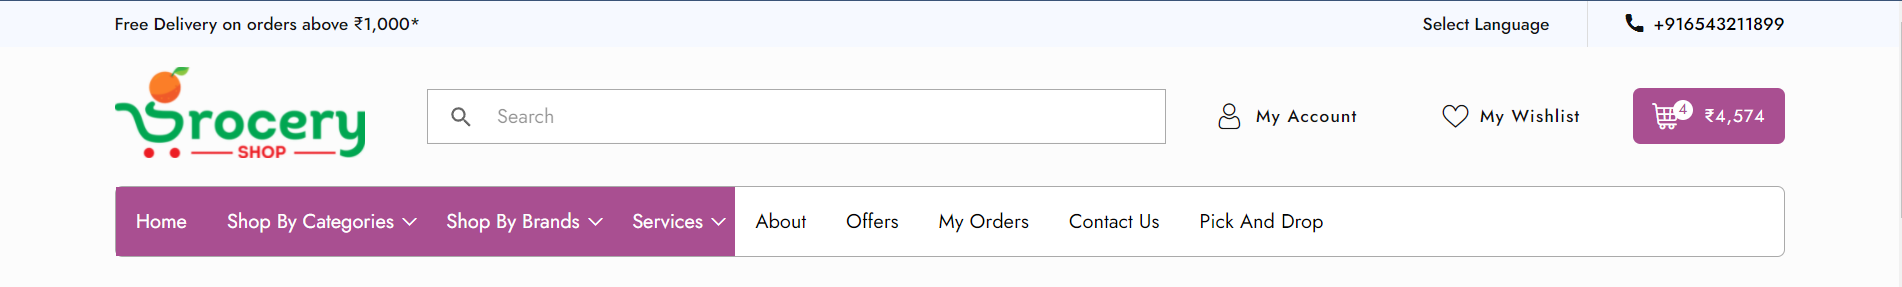 Free Delivery on orders above ₹1,000*
Select Language
+916543211899
Grocery
SHOP
Search
My Account
My Wishlist
4
₹4,574
Home
Shop By Categories
Shop By Brands
Services
About
Offers
My Orders
Contact Us
Pick And Drop